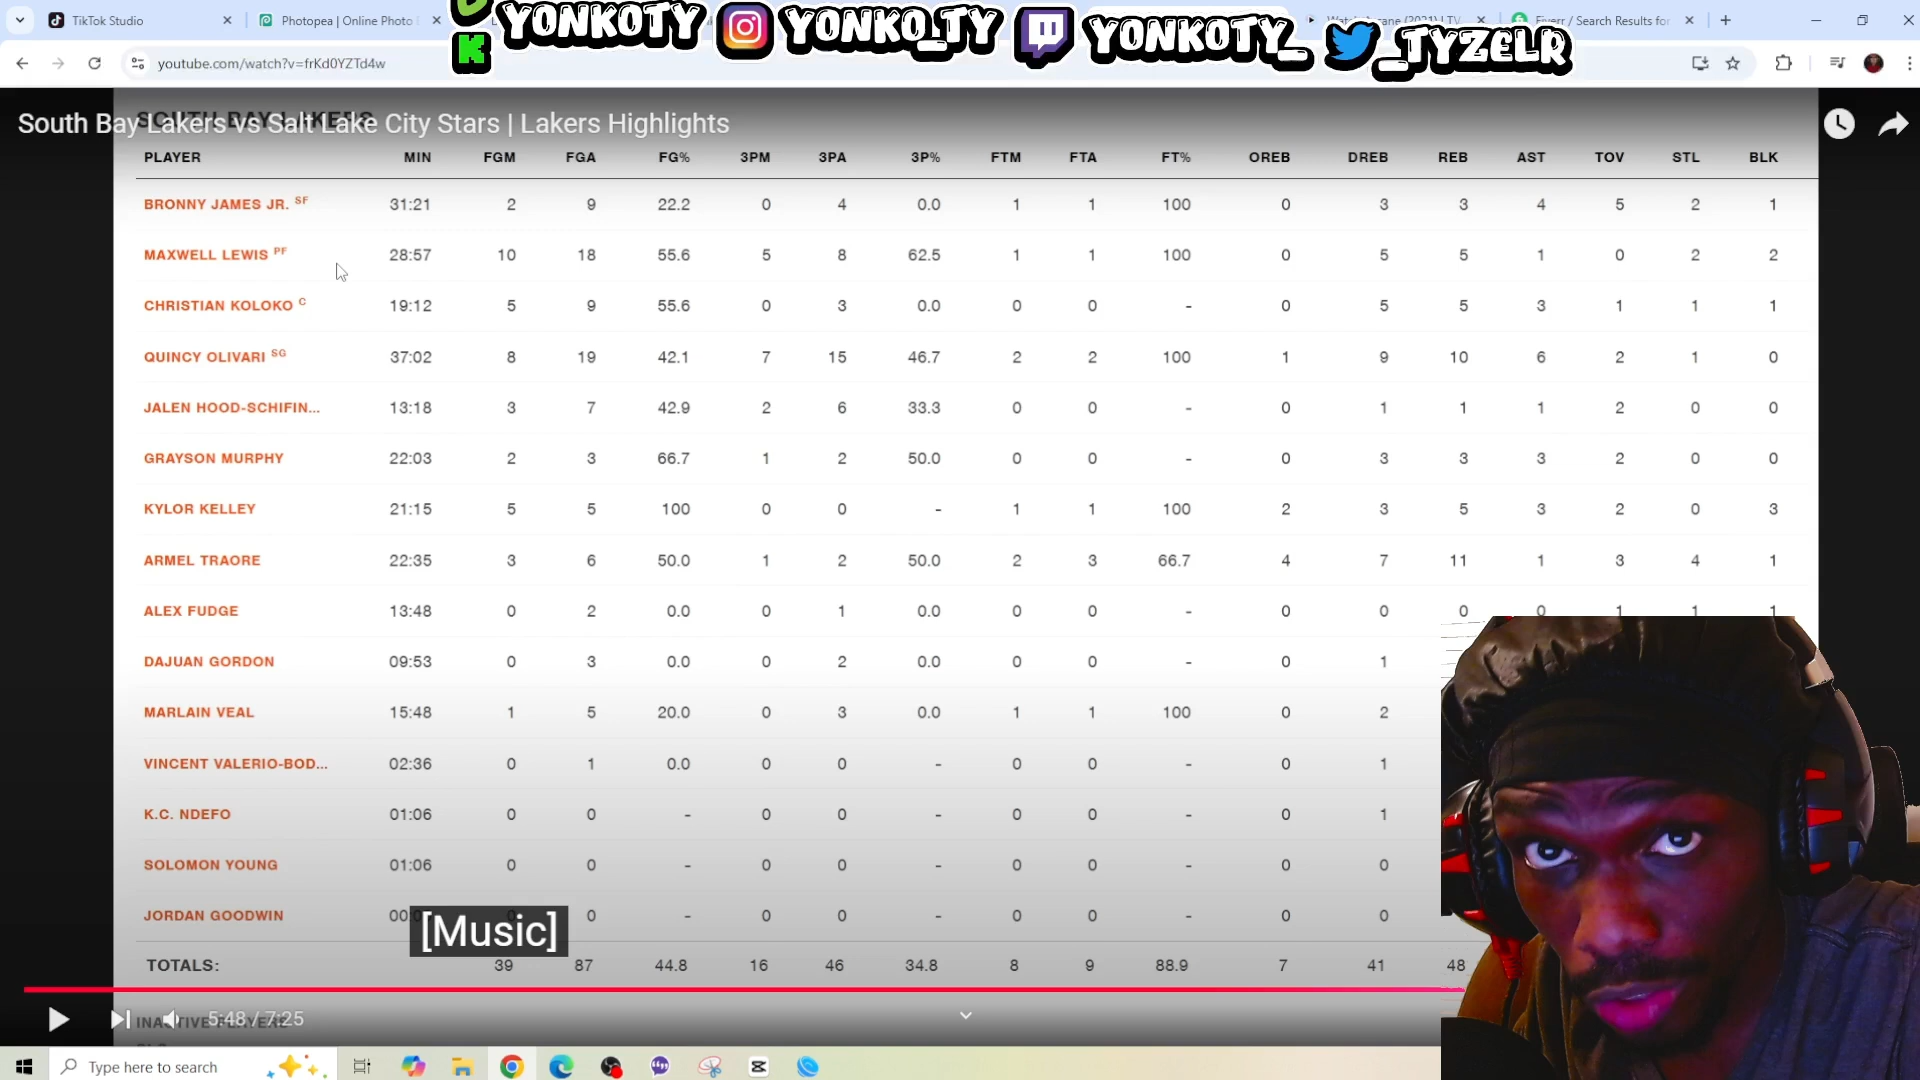 TikTok Studio
Photopea | Online Photo
Fiverr / Search Results for
K
YONKOTY
YONKO_TY
YONKOTY_
_TYZELR
youtube.com/watch?v=frKd0YZTd4w
SOUTH BAY LAKERS
South Bay Lakers vs Salt Lake City Stars | Lakers Highlights
PLAYER MIN FGM FGA FG% 3PM 3PA 3P% FTM FTA FT% OREB DREB REB AST TOV STL BLK
BRONNY JAMES JR. SF 31:21 2 9 22.2 0 4 0.0 1 1 100 0 3 3 4 5 2 1
MAXWELL LEWIS PF 28:57 10 18 55.6 5 8 62.5 1 1 100 0 5 5 1 0 2 2
CHRISTIAN KOLOKO C 19:12 5 9 55.6 0 3 0.0 0 0 - 0 5 5 3 1 1 1
QUINCY OLIVARI SG 37:02 8 19 42.1 7 15 46.7 2 2 100 1 9 10 6 2 1 0
JALEN HOOD-SCHIFIN... 13:18 3 7 42.9 2 6 33.3 0 0 - 0 1 1 1 2 0 0
GRAYSON MURPHY 22:03 2 3 66.7 1 2 50.0 0 0 - 0 3 3 3 2 0 0
KYLOR KELLEY 21:15 5 5 100 0 0 - 1 1 100 2 3 5 3 2 0 3
ARMEL TRAORE 22:35 3 6 50.0 1 2 50.0 2 3 66.7 4 7 11 1 3 4 1
ALEX FUDGE 13:48 0 2 0.0 0 1 0.0 0 0 - 0 0 0 0 1 1 1
DAJUAN GORDON 09:53 0 3 0.0 0 2 0.0 0 0 - 0 1
MARLAIN VEAL 15:48 1 5 20.0 0 3 0.0 1 1 100 0 2
VINCENT VALERIO-BOD... 02:36 0 1 0.0 0 0 - 0 0 - 0 1
K.C. NDEFO 01:06 0 0 - 0 0 - 0 0 - 0 1
SOLOMON YOUNG 01:06 0 0 - 0 0 - 0 0 - 0 0
JORDAN GOODWIN 0 - 0 0 - 0 0 - 0 0
[Music]
TOTALS: 39 87 44.8 16 46 34.8 8 9 88.9 7 41 48
5:48 / 7:25
Type here to search